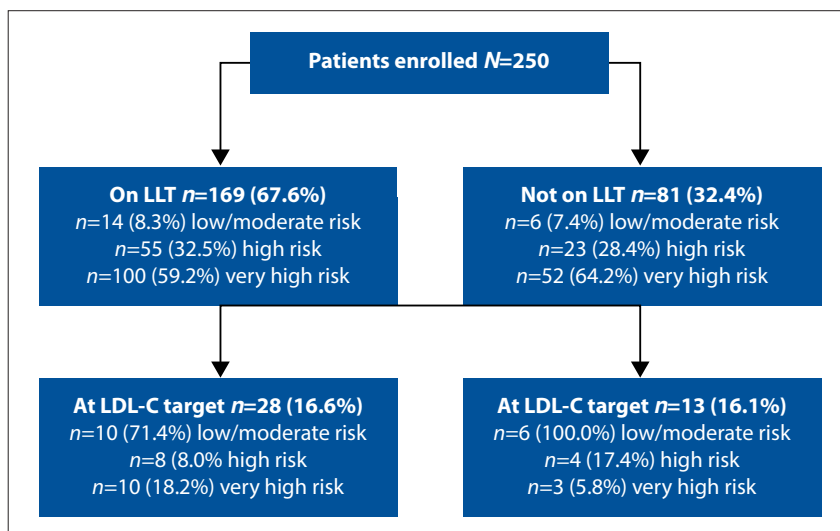 Patients enrolled N=250
On LLT n=169 (67.6%)
n=14 (8.3%) low/moderate risk
n=55 (32.5%) high risk
n=100 (59.2%) very high risk
Not on LLT n=81 (32.4%)
n=6 (7.4%) low/moderate risk
n=23 (28.4%) high risk
n=52 (64.2%) very high risk
At LDL-C target n=28 (16.6%)
n=10 (71.4%) low/moderate risk
n=8 (8.0% high risk
n=10 (18.2%) very high risk
At LDL-C target n=13 (16.1%)
n=6 (100.0%) low/moderate risk
n=4 (17.4%) high risk
n=3 (5.8%) very high risk